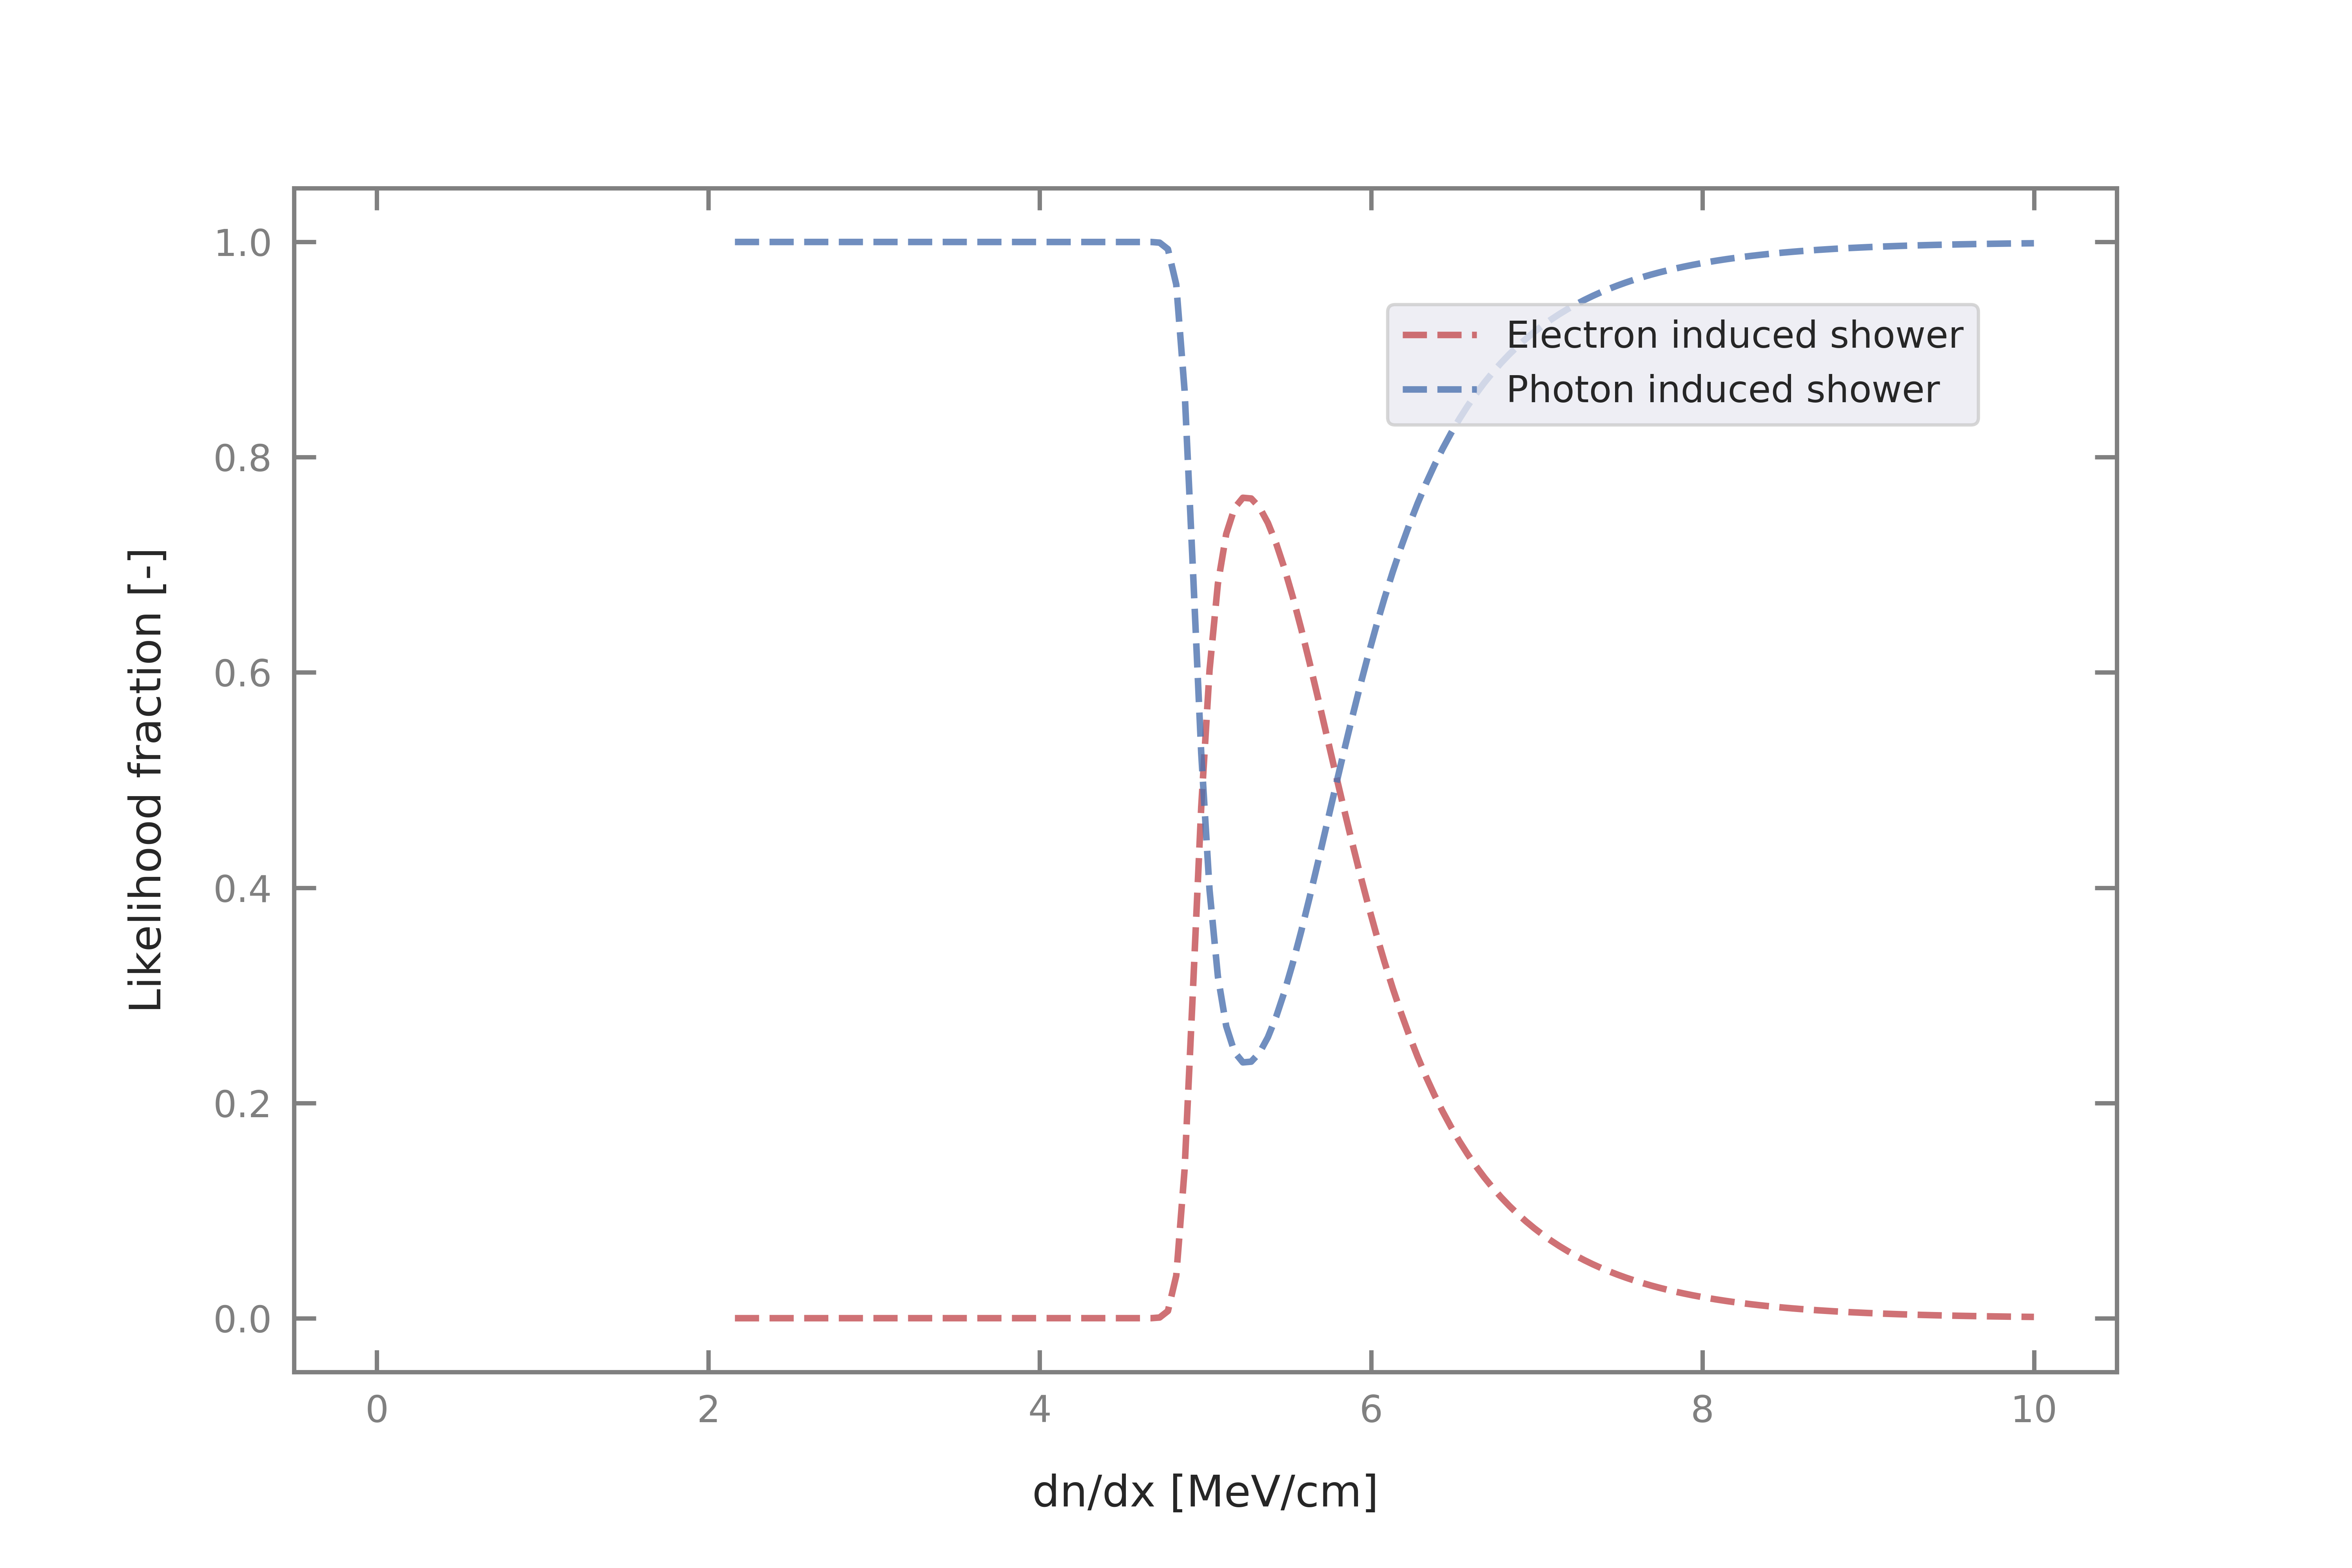 1.0
0.8
0.6
0.4
0.2
0.0
Likelihood fraction [-]
Electron induced shower
Photon induced shower
0 2 4 6 8 10
dn/dx [MeV/cm]